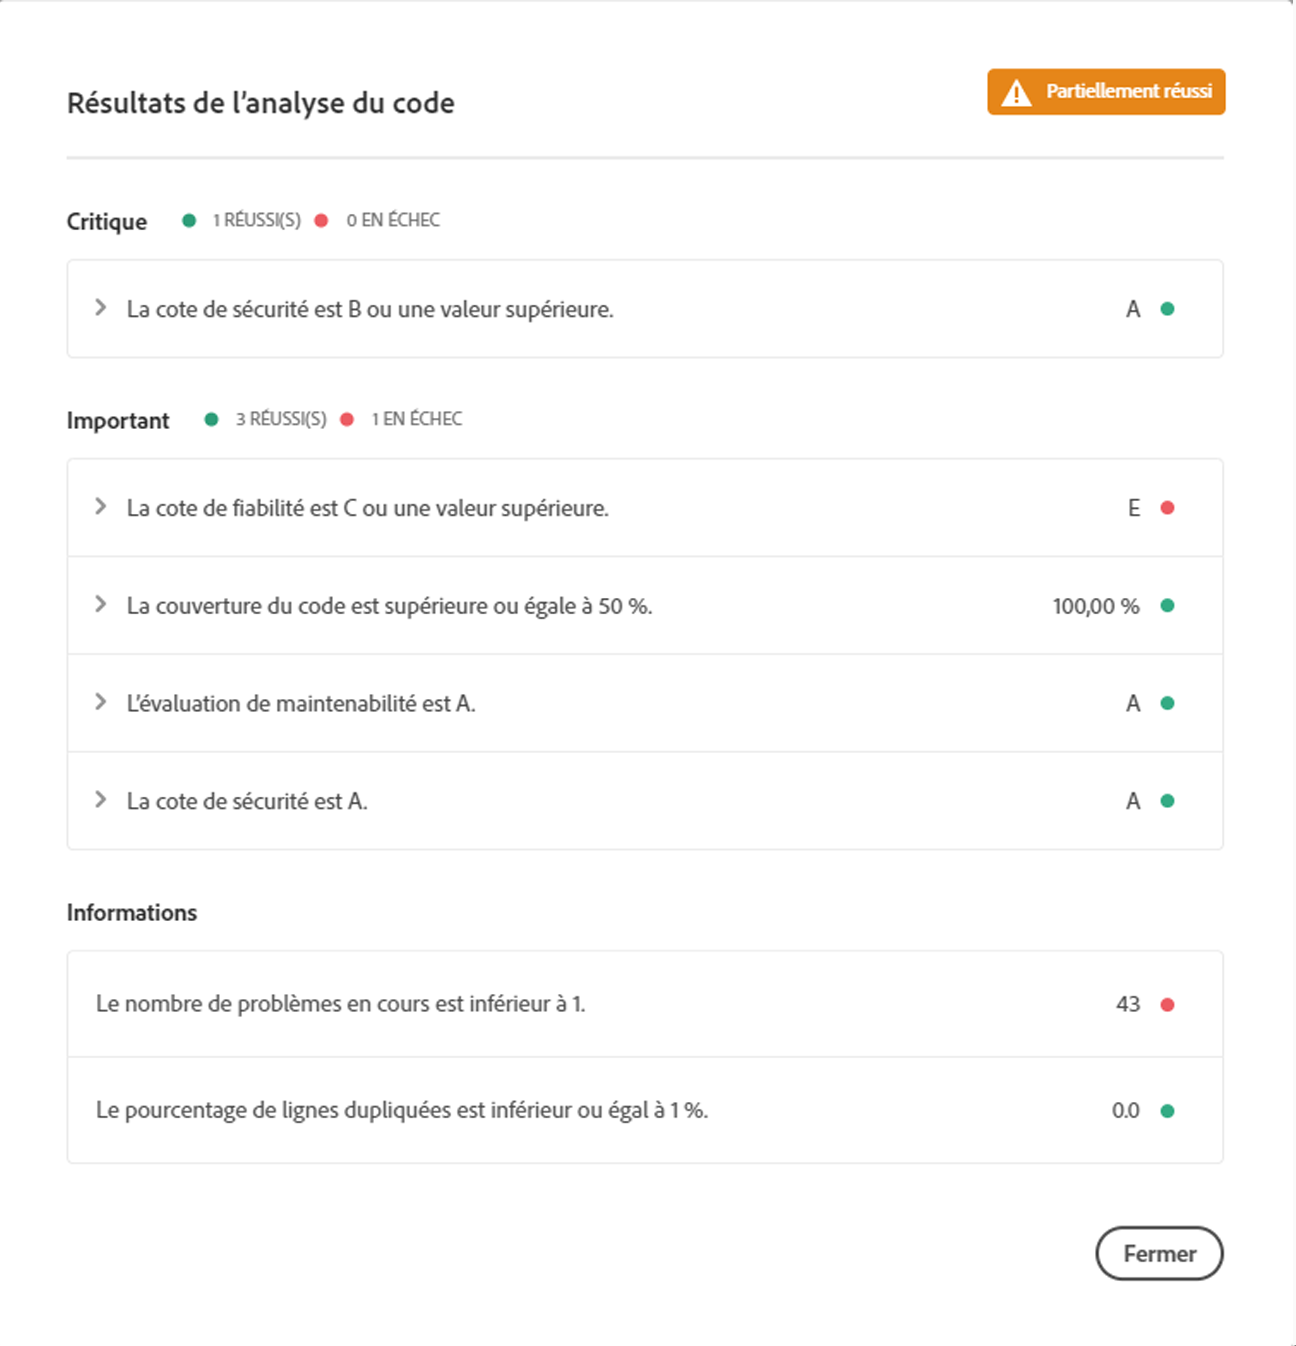 Résultats de l’analyse du code
Partiellement réussi
Critique 1 RÉUSSI(S) 0 EN ÉCHEC
La cote de sécurité est B ou une valeur supérieure. A
Important 3 RÉUSSI(S) 1 EN ÉCHEC
La cote de fiabilité est C ou une valeur supérieure. E
La couverture du code est supérieure ou égale à 50 %. 100,00 %
L’évaluation de maintenabilité est A. A
La cote de sécurité est A. A
Informations
Le nombre de problèmes en cours est inférieur à 1. 43
Le pourcentage de lignes dupliquées est inférieur ou égal à 1 %. 0.0
Fermer